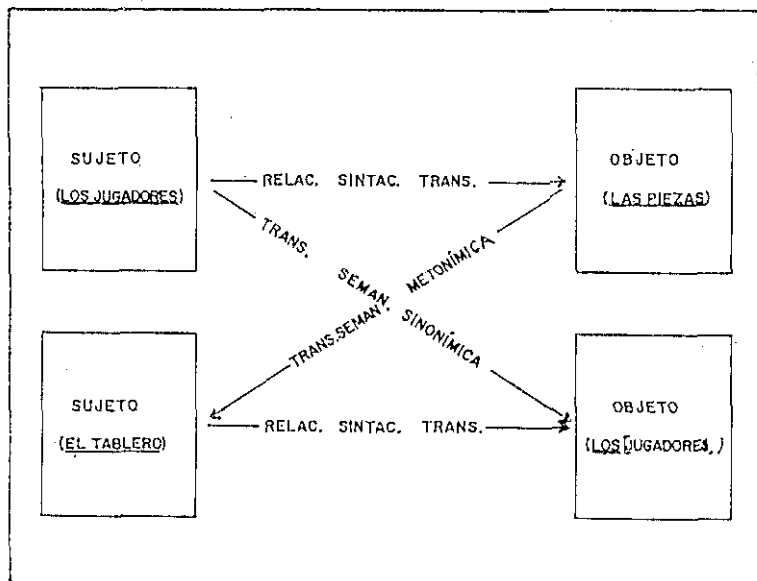 SUJETO
(LOS JUGADORES)
RELAC. SINTAC. TRANS.
OBJETO
(LAS PIEZAS)
TRANS. SEMAN. SINONÍMICA
TRANS. SEMAN. METONÍMICA
SUJETO
(EL TABLERO)
RELAC. SINTAC. TRANS.
OBJETO
(LOS JUGADORES)